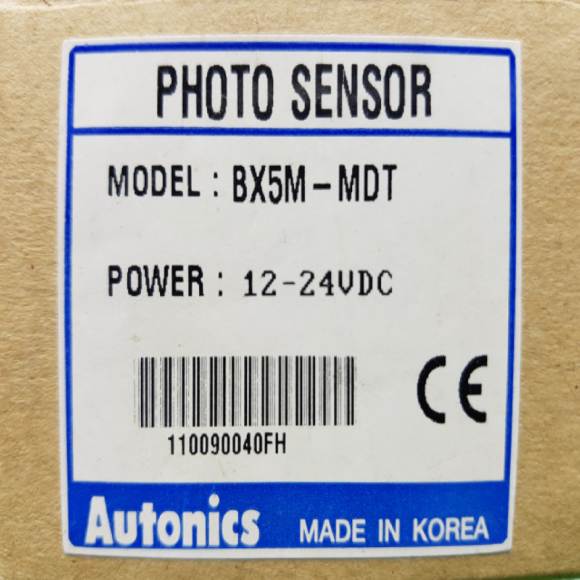 PHOTO SENSOR
MODEL : BX5M-MDT
POWER : 12-24VDC
110090040FH
CE
Autonics MADE IN KOREA